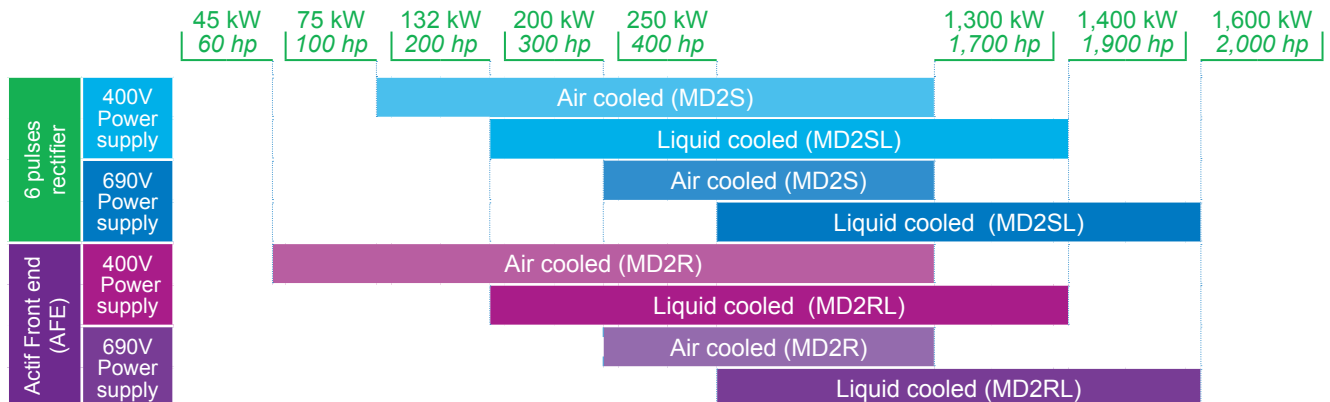 45 kW 75 kW 132 kW 200 kW 250 kW 1,300 kW 1,400 kW 1,600 kW
60 hp 100 hp 200 hp 300 hp 400 hp 1,700 hp 1,900 hp 2,000 hp
6 pulses
rectifier
400V
Power
supply
Air cooled (MD2S)
Liquid cooled (MD2SL)
690V
Power
supply
Air cooled (MD2S)
Liquid cooled (MD2SL)
Actif Front end
(AFE)
400V
Power
supply
Air cooled (MD2R)
Liquid cooled (MD2RL)
690V
Power
supply
Air cooled (MD2R)
Liquid cooled (MD2RL)